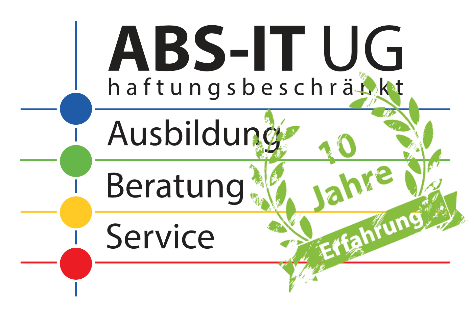 ABS-IT UG
haftungsbeschränkt
Ausbildung
Beratung
Service
10
Jahre
Erfahrung